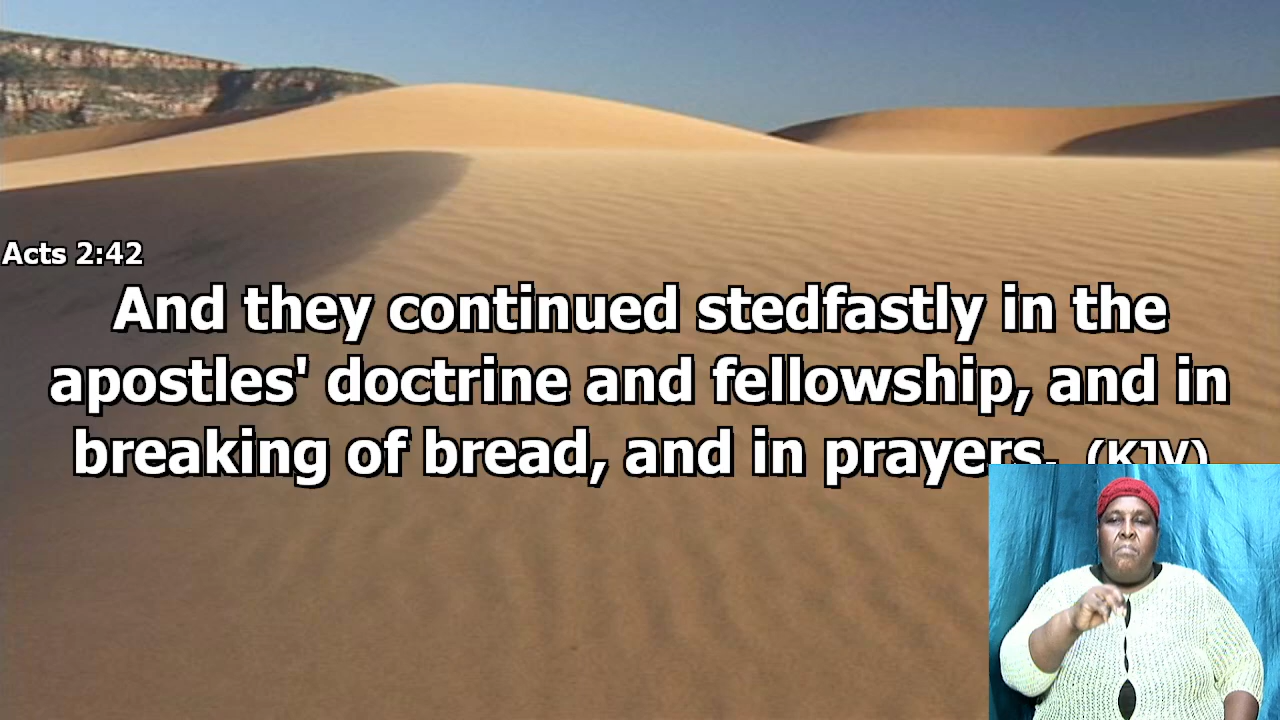 Acts 2:42
And they continued stedfastly in the
apostles' doctrine and fellowship, and in
breaking of bread, and in prayers. (KJV)